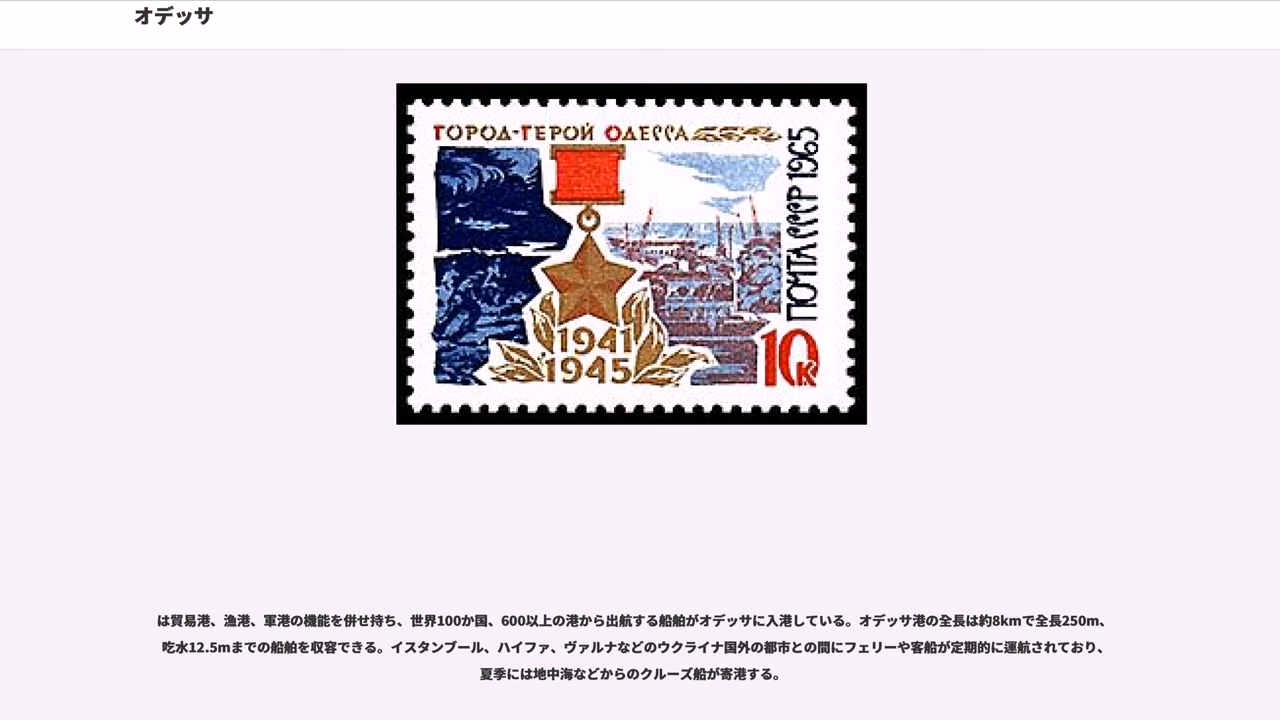 オデッサ
ГОРОД-ГЕРОЙ ОДЕССА
ПОЧТА СССР 1965
1941
1945
10к
は貿易港、漁港、軍港の機能を併せ持ち、世界100か国、600以上の港から出航する船舶がオデッサに入港している。オデッサ港の全長は約8kmで全長250m、
吃水12.5mまでの船舶を収容できる。イスタンブール、ハイファ、ヴァルナなどのウクライナ国外の都市との間にフェリーや客船が定期的に運航されており、
夏季には地中海などからのクルーズ船が寄港する。